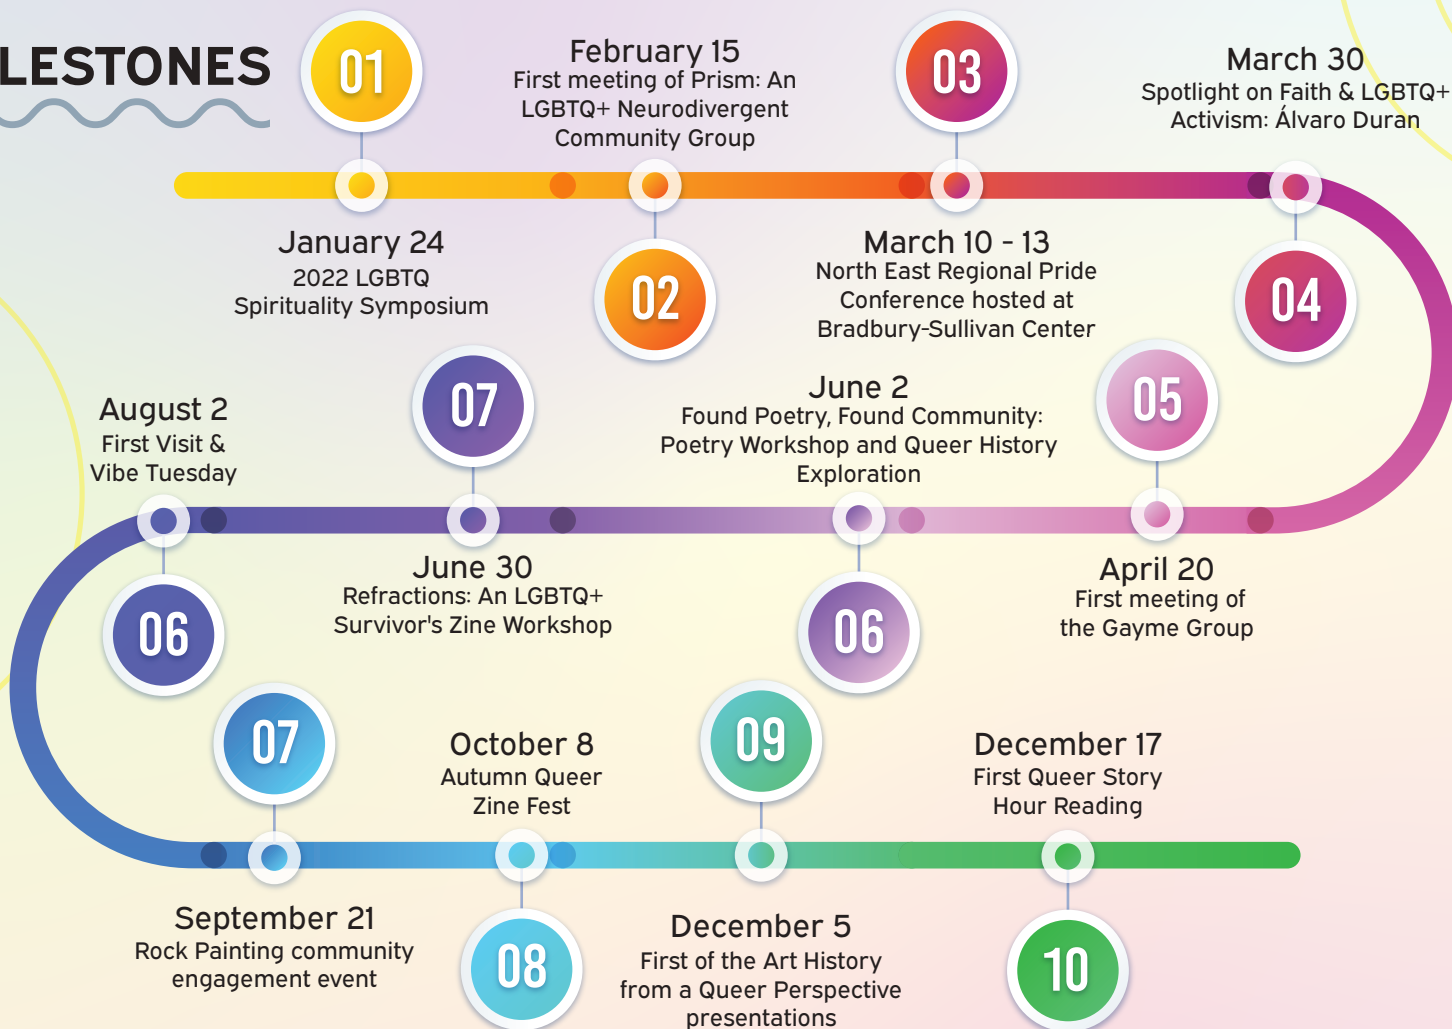 LESTONES
01
January 24
2022 LGBTQ
Spirituality Symposium
February 15
First meeting of Prism: An
LGBTQ+ Neurodivergent
Community Group
02
03
March 10 - 13
North East Regional Pride
Conference hosted at
Bradbury-Sullivan Center
March 30
Spotlight on Faith & LGBTQ+
Activism: Álvaro Duran
04
05
April 20
First meeting of
the Gayme Group
June 2
Found Poetry, Found Community:
Poetry Workshop and Queer History
Exploration
06
07
June 30
Refractions: An LGBTQ+
Survivor's Zine Workshop
August 2
First Visit &
Vibe Tuesday
06
07
September 21
Rock Painting community
engagement event
October 8
Autumn Queer
Zine Fest
08
09
December 5
First of the Art History
from a Queer Perspective
presentations
December 17
First Queer Story
Hour Reading
10